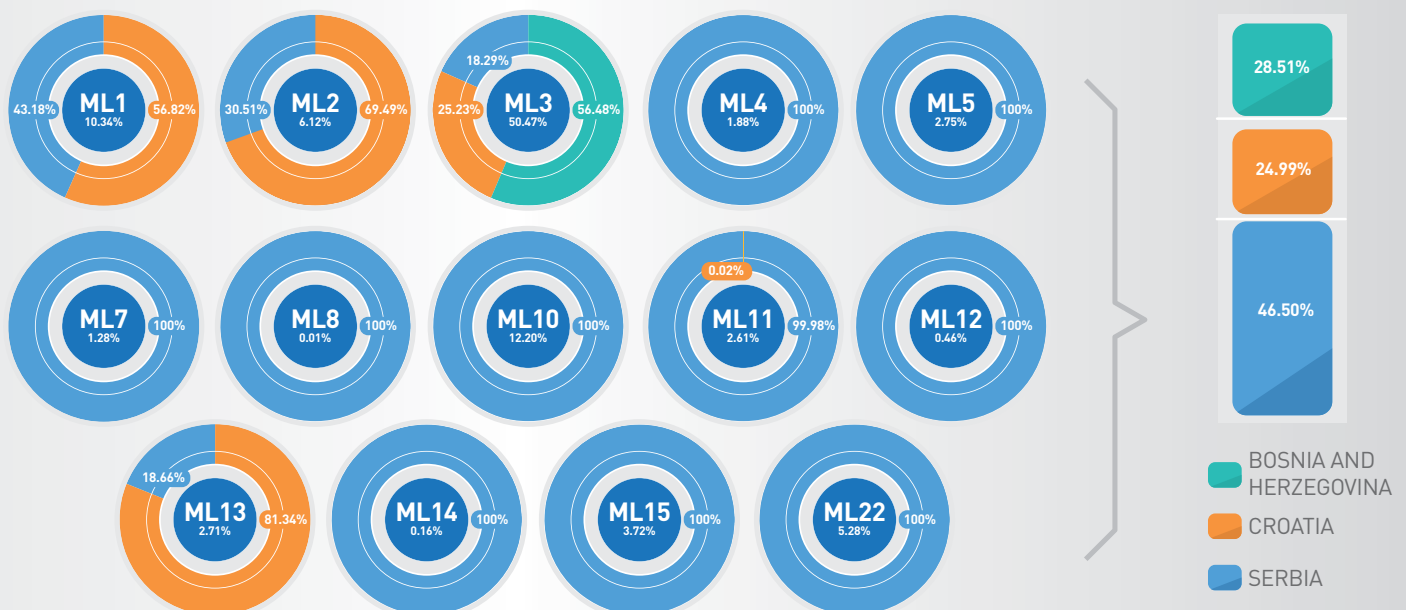 43.18%
ML1
10.34%
56.82%
30.51%
ML2
6.12%
69.49%
18.29%
25.23%
ML3
50.47%
56.48%
ML4
1.88%
100%
ML5
2.75%
100%
ML7
1.28%
100%
ML8
0.01%
100%
ML10
12.20%
100%
0.02%
ML11
2.61%
99.98%
ML12
0.46%
100%
18.66%
ML13
2.71%
81.34%
ML14
0.16%
100%
ML15
3.72%
100%
ML22
5.28%
100%
28.51%
24.99%
46.50%
BOSNIA AND
HERZEGOVINA
CROATIA
SERBIA